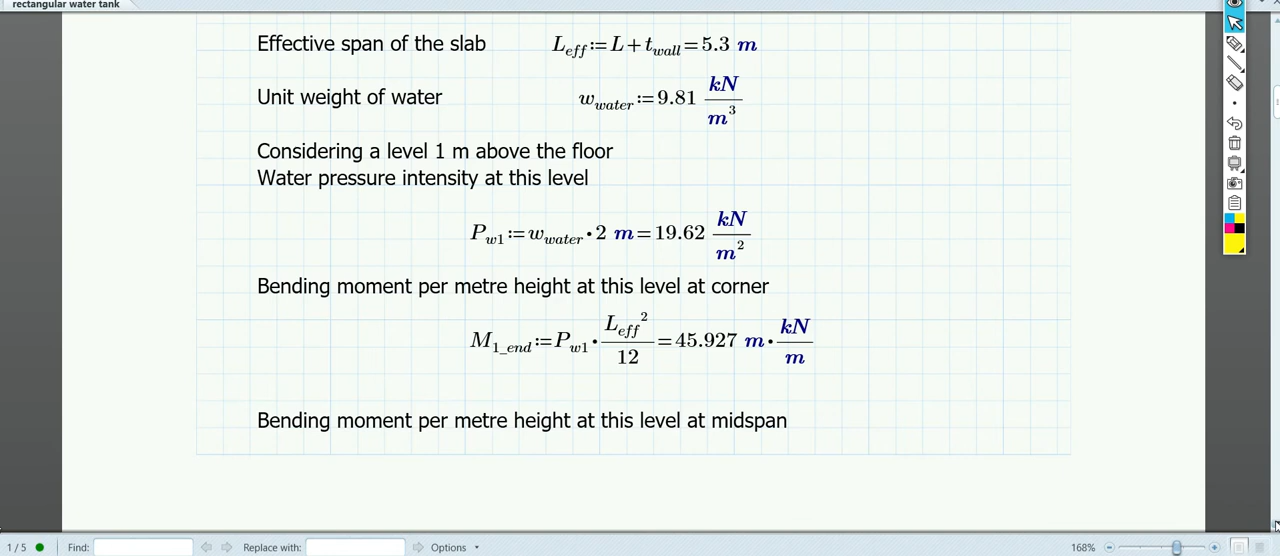 rectangular water tank
Effective span of the slab L_eff:=L+t_wall=5.3 m
Unit weight of water w_water:=9.81 kN/m^3
Considering a level 1 m above the floor
Water pressure intensity at this level
P_w1:=w_water·2 m=19.62 kN/m^2
Bending moment per metre height at this level at corner
M_1_end:=P_w1·L_eff^2/12=45.927 m·kN/m
Bending moment per metre height at this level at midspan
1 / 5 Find: Replace with: Options 168%